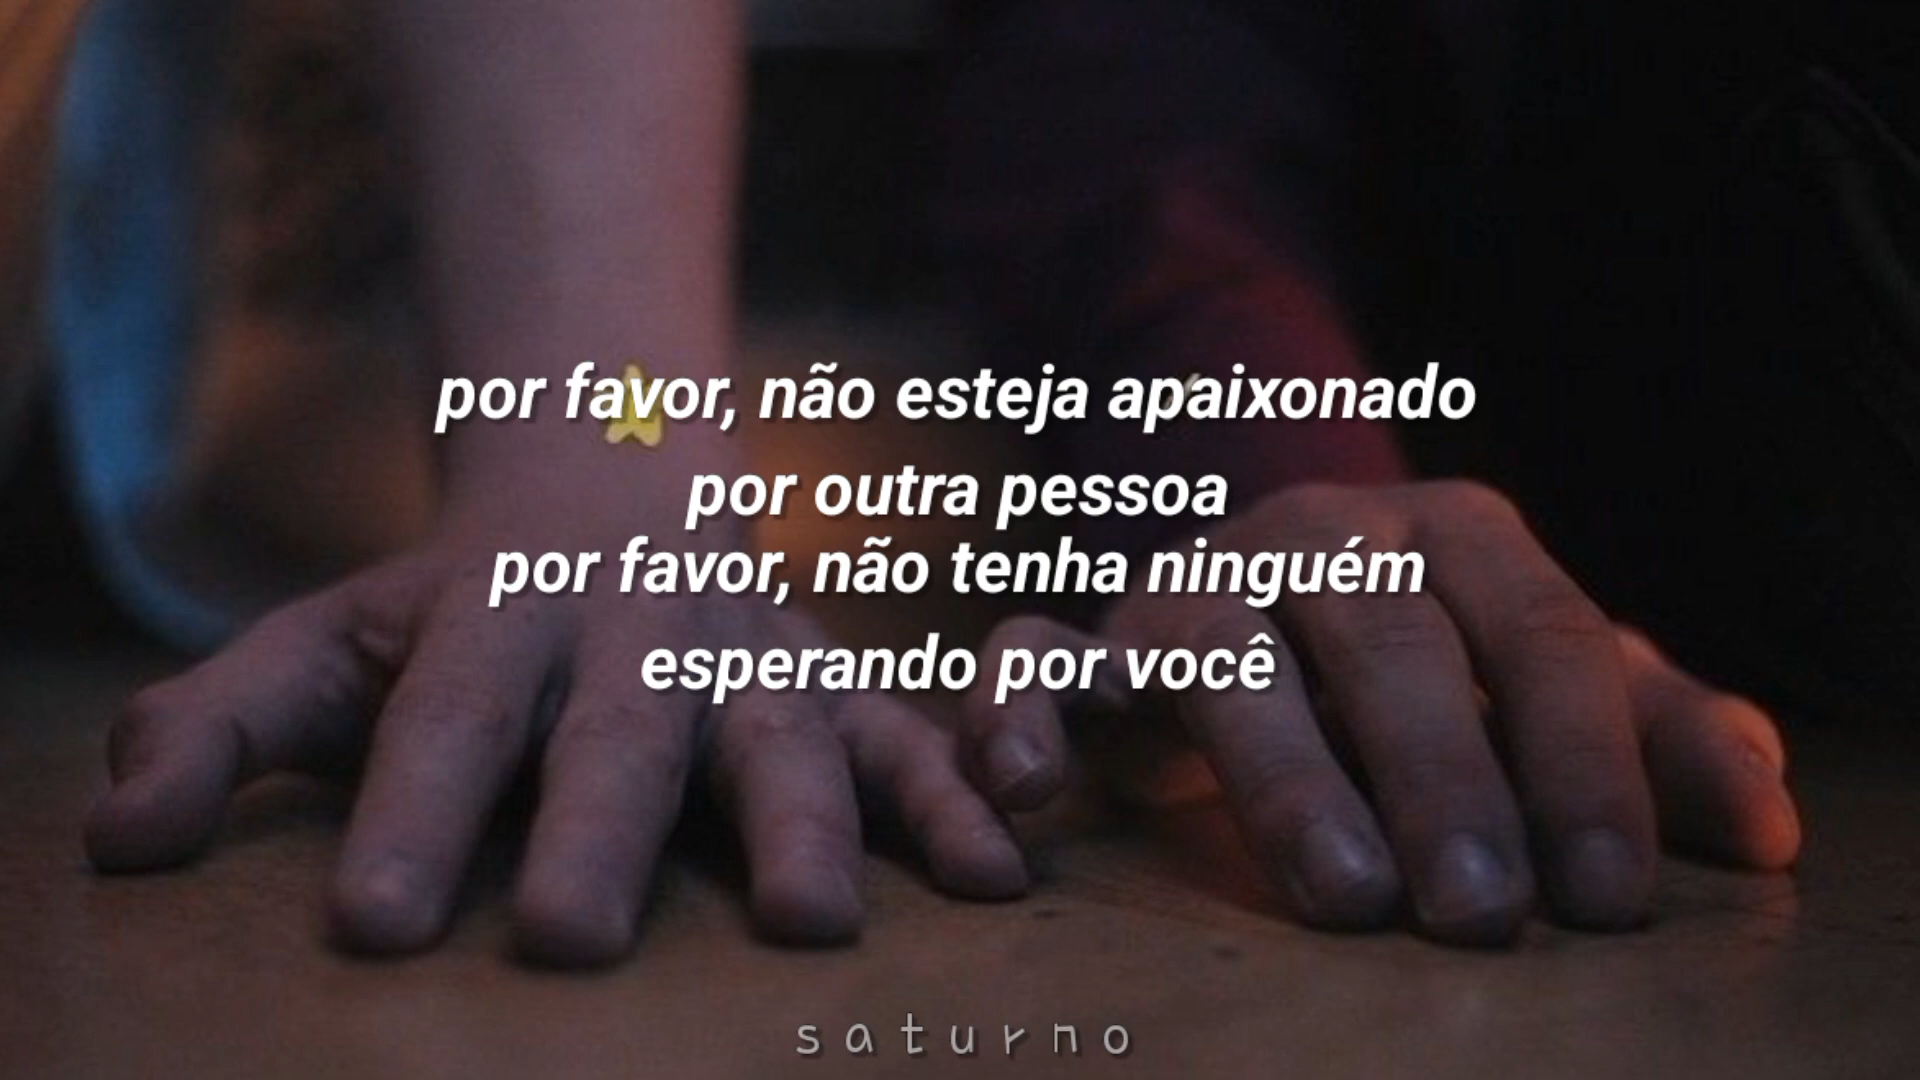 por favor, não esteja apaixonado
por outra pessoa
por favor, não tenha ninguém
esperando por você
saturno